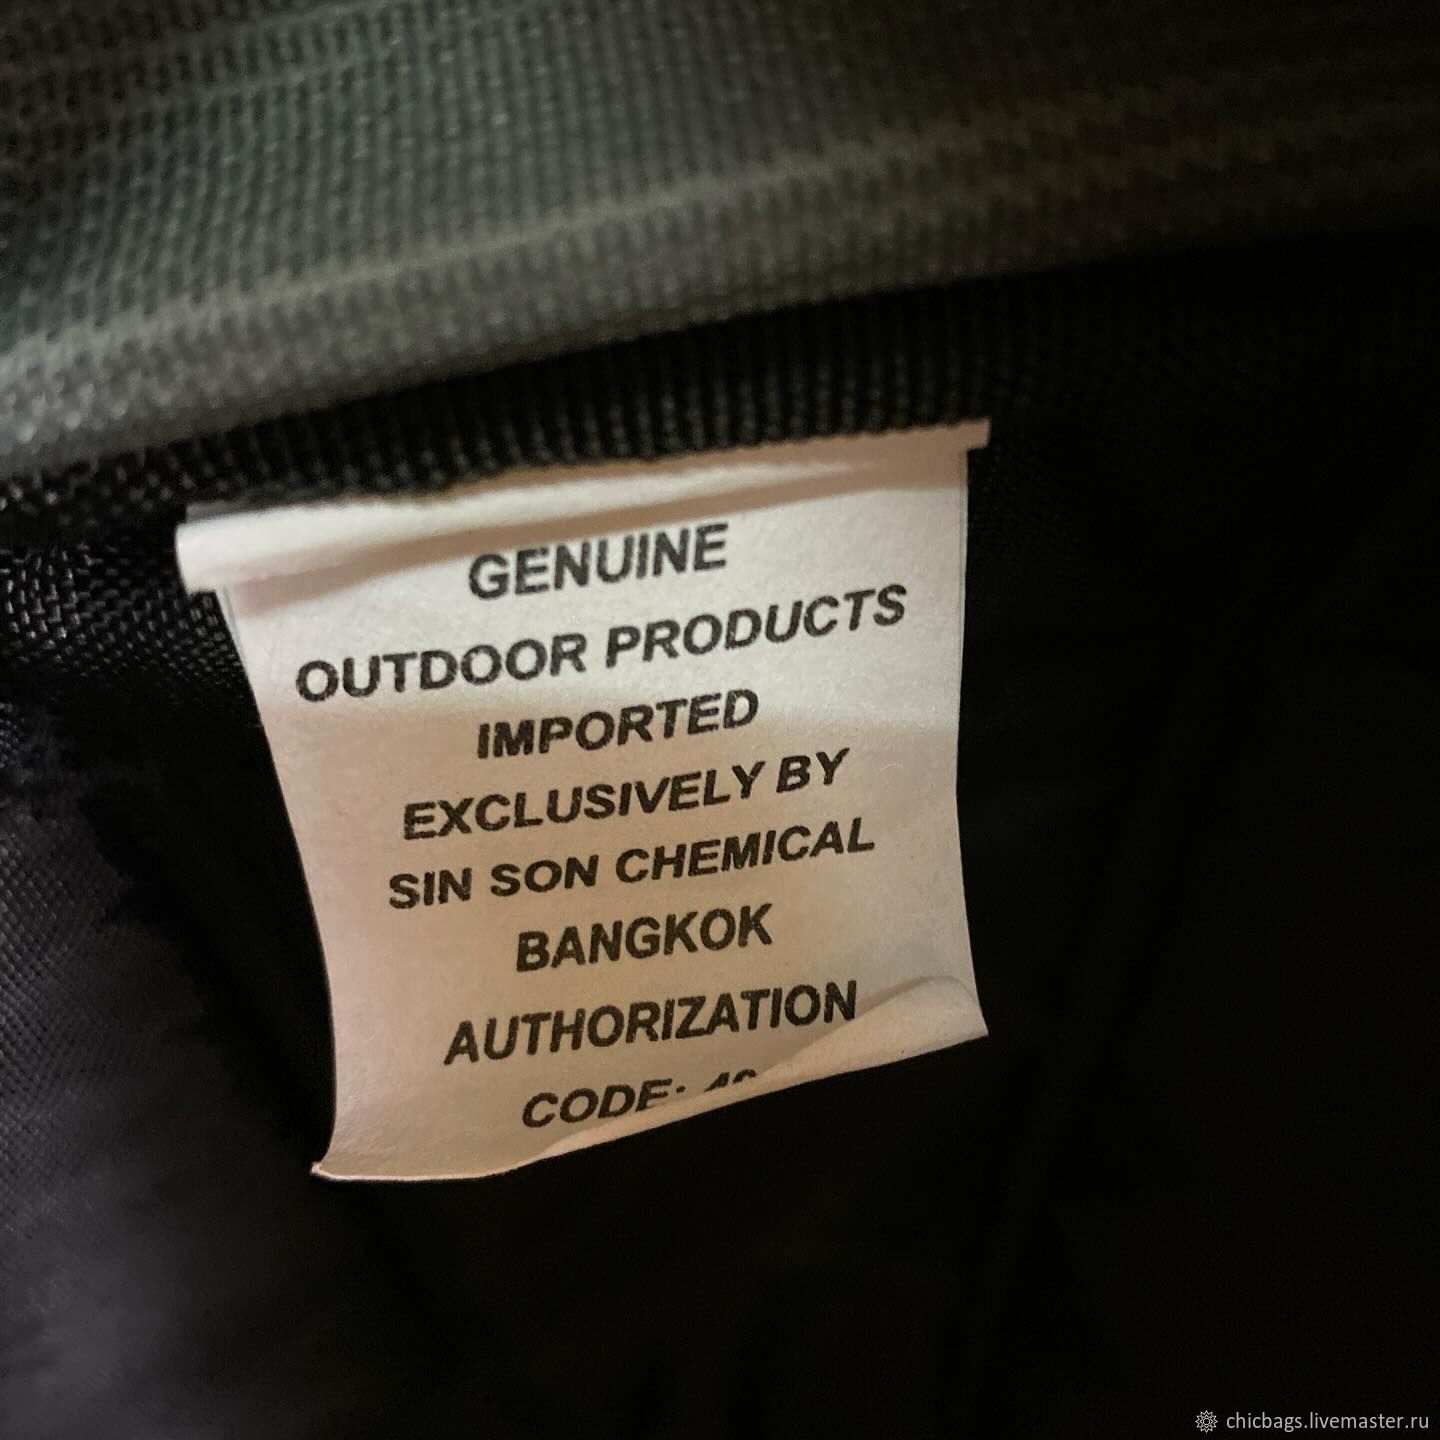 GENUINE
OUTDOOR PRODUCTS
IMPORTED
EXCLUSIVELY BY
SIN SON CHEMICAL
BANGKOK
AUTHORIZATION
CODE:
chicbags.livemaster.ru